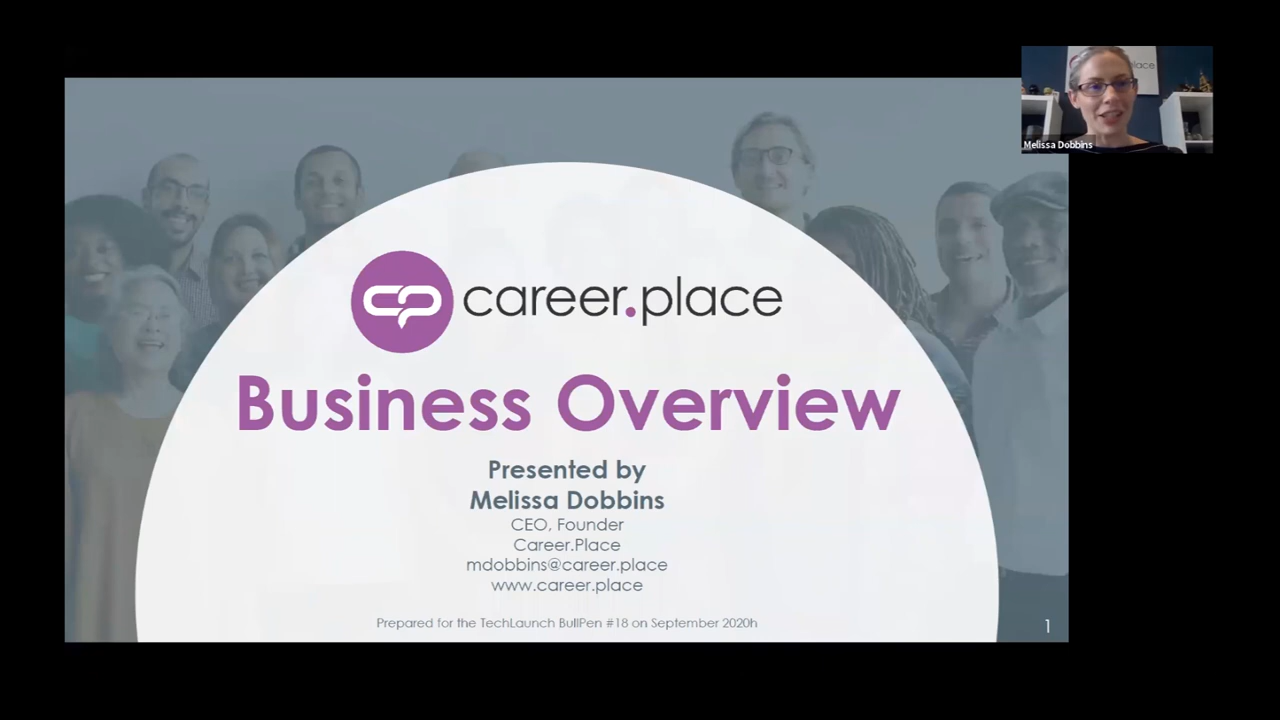 lace
Melissa Dobbins
career.place
Business Overview
Presented by
Melissa Dobbins
CEO, Founder
Career.Place
mdobbins@career.place
www.career.place
Prepared for the TechLaunch BullPen #18 on September 2020h
1